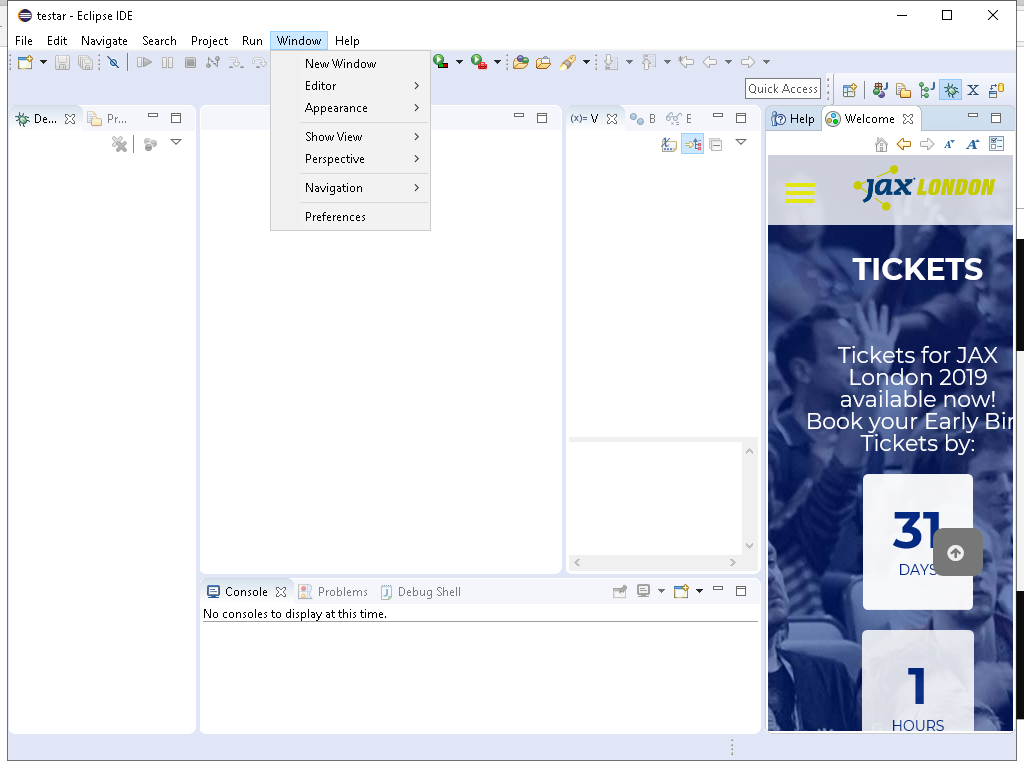 testar - Eclipse IDE
File Edit Navigate Search Project Run Window Help
New Window
Editor
Appearance
Show View
Perspective
Navigation
Preferences
Quick Access
De...
Pr...
(x)= V
B
E
Help
Welcome
jax LONDON
TICKETS
Tickets for JAX
London 2019
available now!
Book your Early Bir
Tickets by:
31
DAYS
1
HOURS
Console
Problems
Debug Shell
No consoles to display at this time.